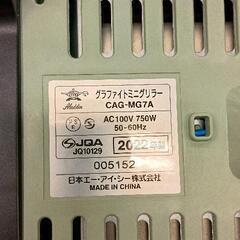 グラファイトミニグリラー
Aladdin
CAG-MG7A
AC100V 750W
50-60Hz
PSE
JQA
JQ10129
2022年製
005152
日本エー・アイ・シー株式会社
MADE IN CHINA